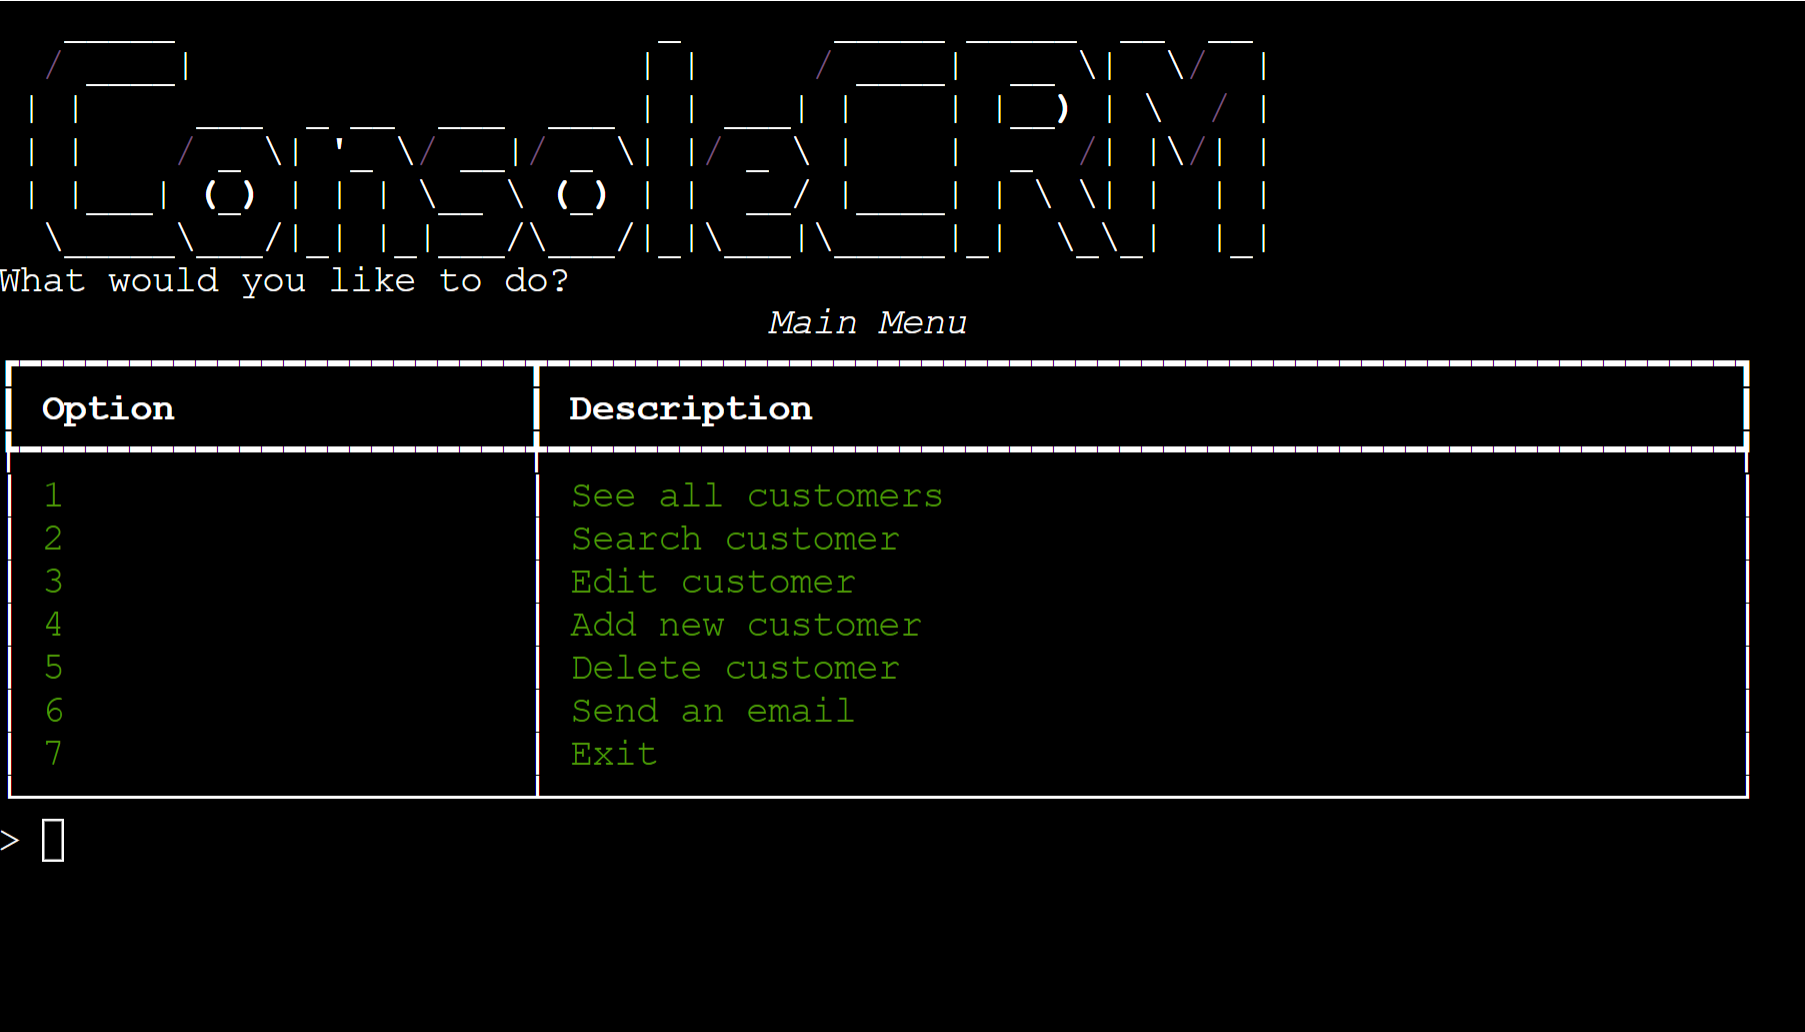 ConsoleCRM
What would you like to do?
Main Menu
Option Description
1 See all customers
2 Search customer
3 Edit customer
4 Add new customer
5 Delete customer
6 Send an email
7 Exit
>